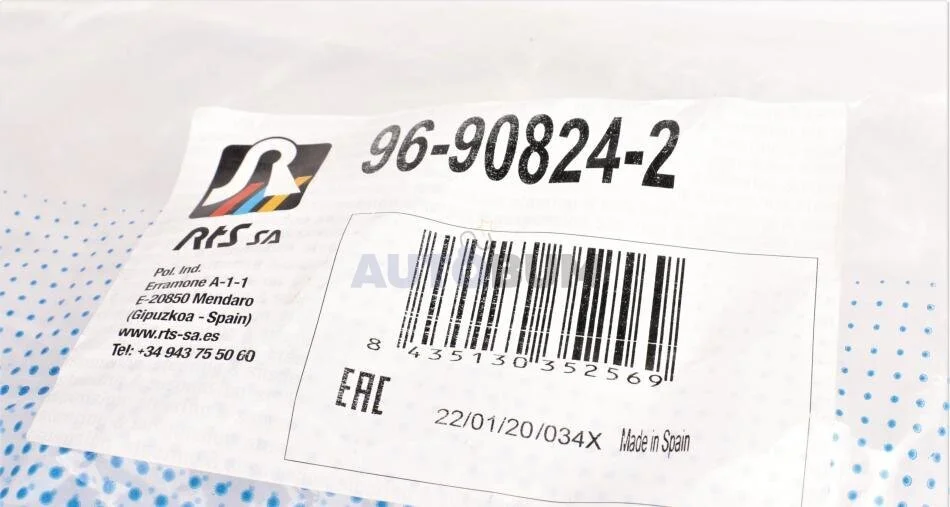 96-90824-2
RTS SA
Pol. Ind.
Erramone A-1-1
E-20850 Mendaro
(Gipuzkoa - Spain)
www.rts-sa.es
Tel: +34 943 75 50 60
AUTOBUM
8 435130 352569
EAC
22/01/20/034X Made in Spain